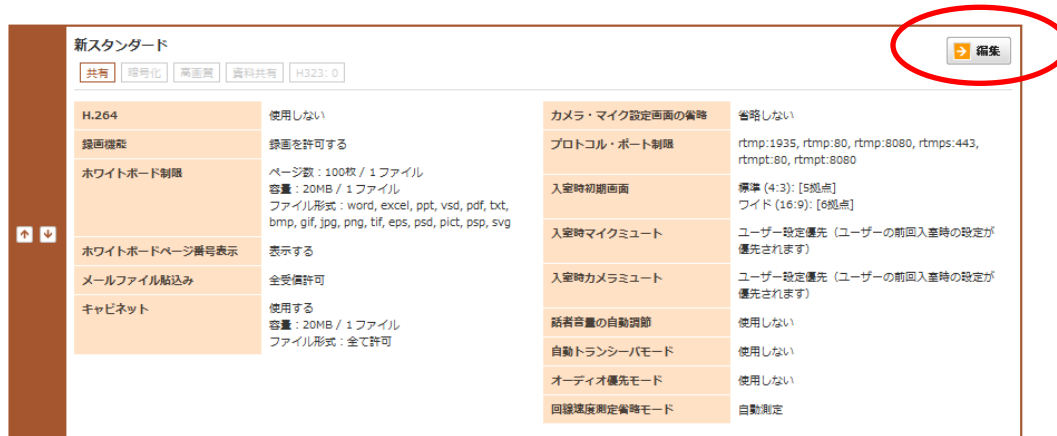 新スタンダード
編集
共有 暗号化 高画質 資料共有 H323: 0
H.264 使用しない
録画機能 録画を許可する
ホワイトボード制限 ページ数：100枚 / 1ファイル
容量：20MB / 1ファイル
ファイル形式：word, excel, ppt, vsd, pdf, txt,
bmp, gif, jpg, png, tif, eps, psd, pict, psp, svg
ホワイトボードページ番号表示 表示する
メールファイル貼込み 全受信許可
キャビネット 使用する
容量：20MB / 1ファイル
ファイル形式：全て許可
カメラ・マイク設定画面の省略 省略しない
プロトコル・ポート制限 rtmp:1935, rtmp:80, rtmp:8080, rtmps:443,
rtmpt:80, rtmpt:8080
入室時初期画面 標準 (4:3): [5拠点]
ワイド (16:9): [6拠点]
入室時マイクミュート ユーザー設定優先（ユーザーの前回入室時の設定が
優先されます）
入室時カメラミュート ユーザー設定優先（ユーザーの前回入室時の設定が
優先されます）
話者音量の自動調節 使用しない
自動トランシーバモード 使用しない
オーディオ優先モード 使用しない
回線速度測定省略モード 自動測定